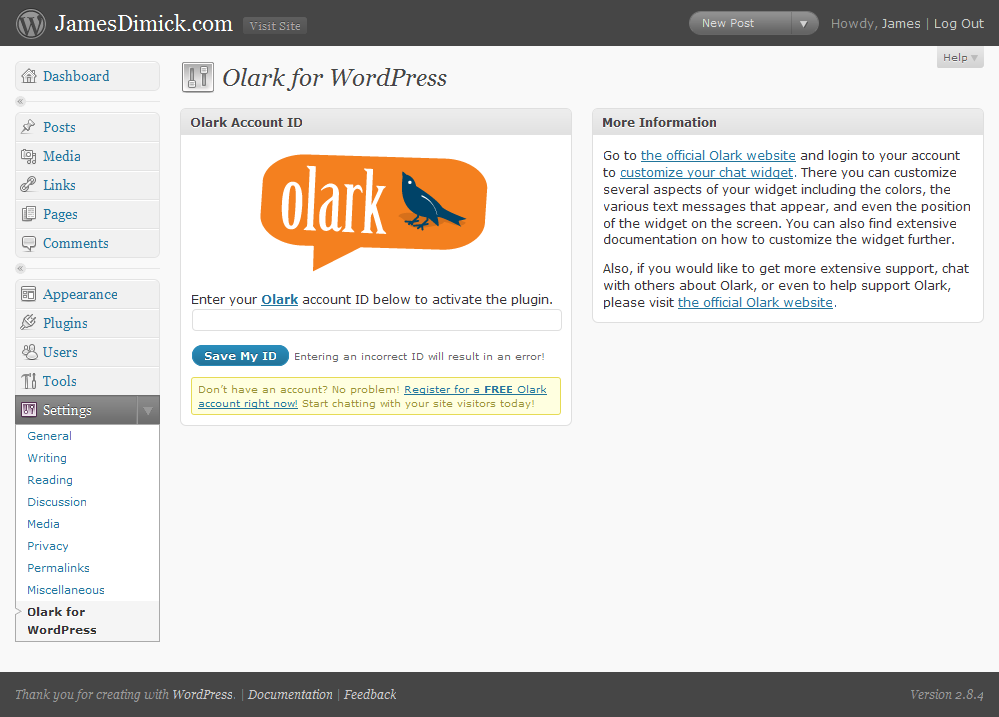 JamesDimick.com Visit Site
New Post
Howdy, James | Log Out
Help
Dashboard
Posts
Media
Links
Pages
Comments
Appearance
Plugins
Users
Tools
Settings
General
Writing
Reading
Discussion
Media
Privacy
Permalinks
Miscellaneous
Olark for
WordPress
Olark for WordPress
Olark Account ID
olark
Enter your Olark account ID below to activate the plugin.
Save My ID Entering an incorrect ID will result in an error!
Don't have an account? No problem! Register for a FREE Olark
account right now! Start chatting with your site visitors today!
More Information
Go to the official Olark website and login to your account
to customize your chat widget. There you can customize
several aspects of your widget including the colors, the
various text messages that appear, and even the position
of the widget on the screen. You can also find extensive
documentation on how to customize the widget further.
Also, if you would like to get more extensive support, chat
with others about Olark, or even to help support Olark,
please visit the official Olark website.
Thank you for creating with WordPress. | Documentation | Feedback
Version 2.8.4